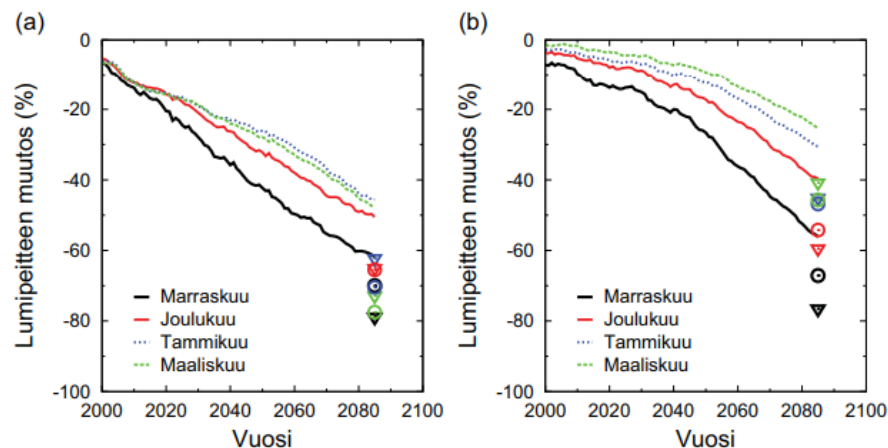 (a)
Lumipeitteen muutos (%)
0
-20
-40
-60
-80
-100
Marraskuu
Joulukuu
Tammikuu
Maaliskuu
2000 2020 2040 2060 2080 2100
Vuosi
(b)
Lumipeitteen muutos (%)
0
-20
-40
-60
-80
-100
Marraskuu
Joulukuu
Tammikuu
Maaliskuu
2000 2020 2040 2060 2080 2100
Vuosi